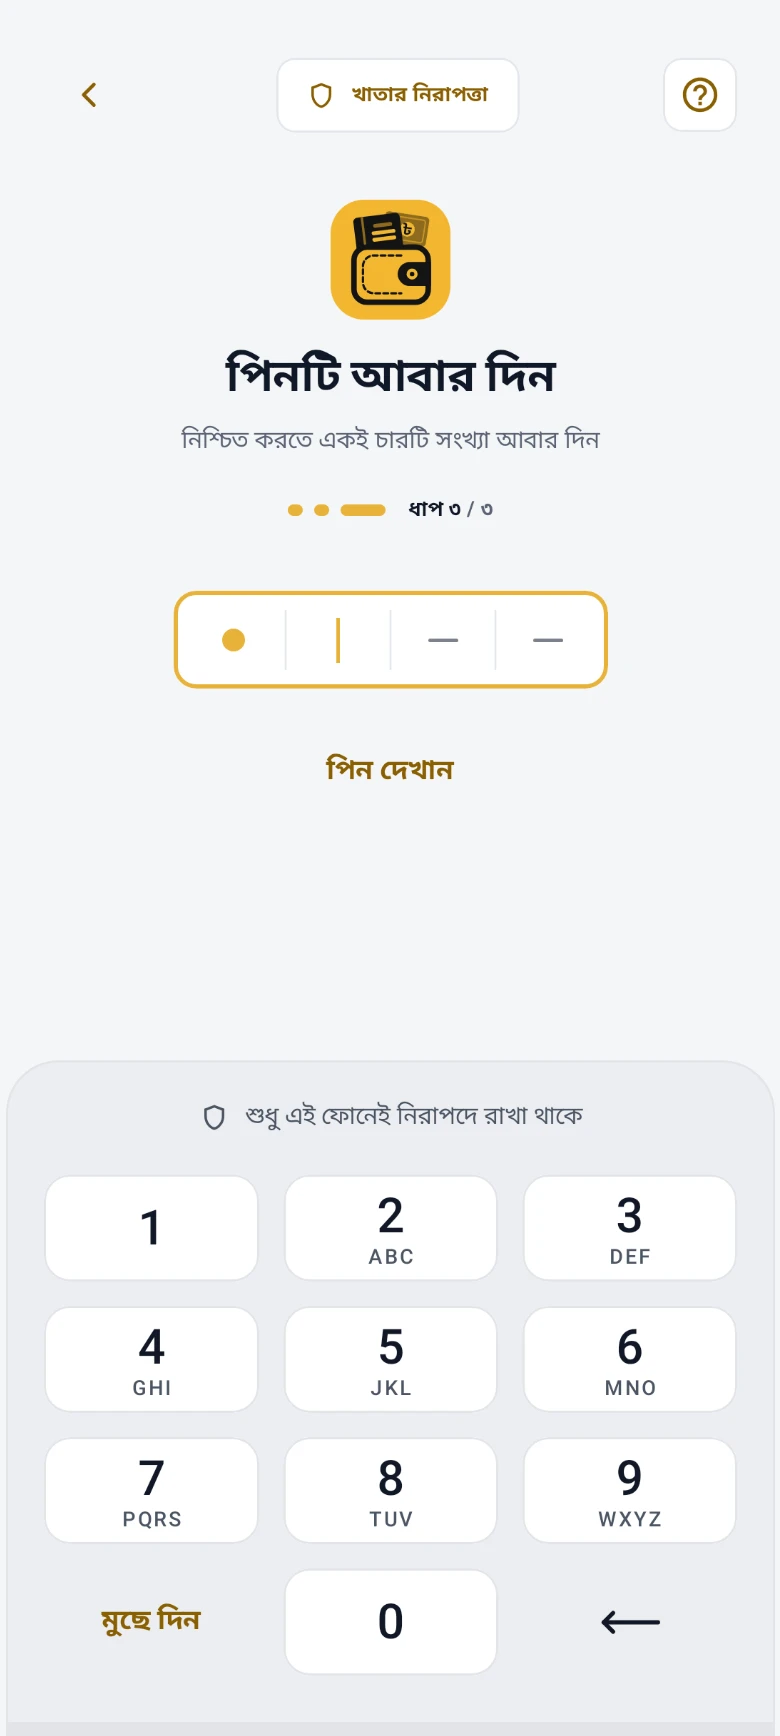 খাতার নিরাপত্তা
৳
পিনটি আবার দিন
নিশ্চিত করতে একই চারটি সংখ্যা আবার দিন
ধাপ ৩ / ৩
পিন দেখান
শুধু এই ফোনেই নিরাপদে রাখা থাকে
1
2
3
ABC
DEF
4
5
6
GHI
JKL
MNO
7
8
9
PQRS
TUV
WXYZ
মুছে দিন
0